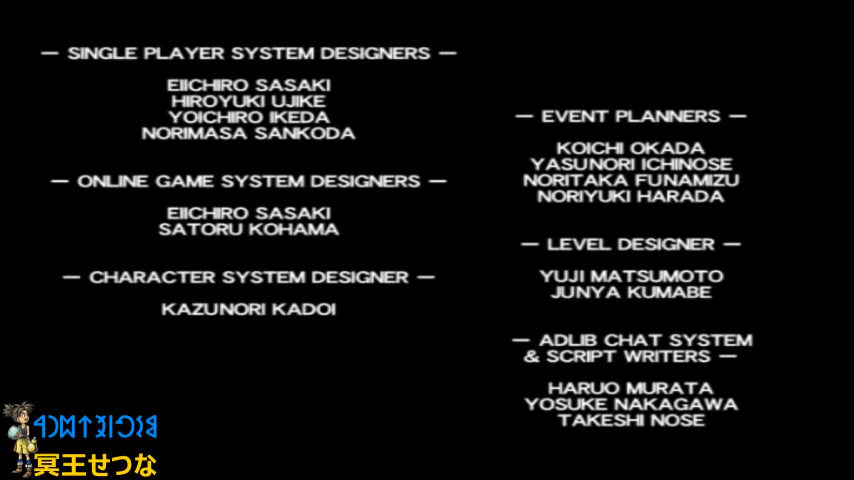 — SINGLE PLAYER SYSTEM DESIGNERS —
EIICHIRO SASAKI
HIROYUKI UJIKE
YOICHIRO IKEDA
NORIMASA SANKODA
— ONLINE GAME SYSTEM DESIGNERS —
EIICHIRO SASAKI
SATORU KOHAMA
— CHARACTER SYSTEM DESIGNER —
KAZUNORI KADOI
— EVENT PLANNERS —
KOICHI OKADA
YASUNORI ICHINOSE
NORITAKA FUNAMIZU
NORIYUKI HARADA
— LEVEL DESIGNER —
YUJI MATSUMOTO
JUNYA KUMABE
— ADLIB CHAT SYSTEM
& SCRIPT WRITERS —
HARUO MURATA
YOSUKE NAKAGAWA
TAKESHI NOSE
冥王せつな